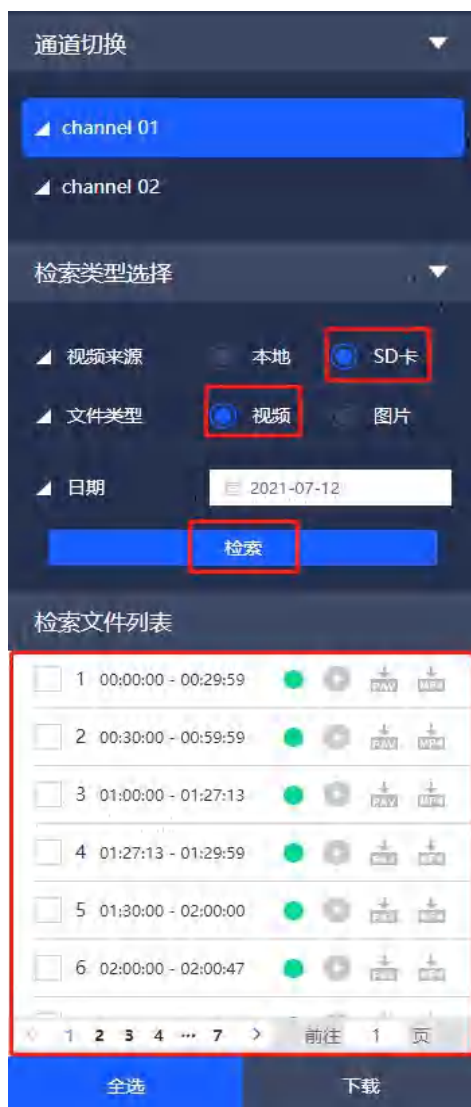 通道切换
channel 01
channel 02
检索类型选择
视频来源 本地 SD卡
文件类型 视频 图片
日期 2021-07-12
检索
检索文件列表
1 00:00:00 - 00:29:59 PAV MP4
2 00:30:00 - 00:59:59 PAV MP4
3 01:00:00 - 01:27:13 PAV MP4
4 01:27:13 - 01:29:59
5 01:30:00 - 02:00:00
6 02:00:00 - 02:00:47
< 1 2 3 4 ··· 7 > 前往 1 页
全选 下载